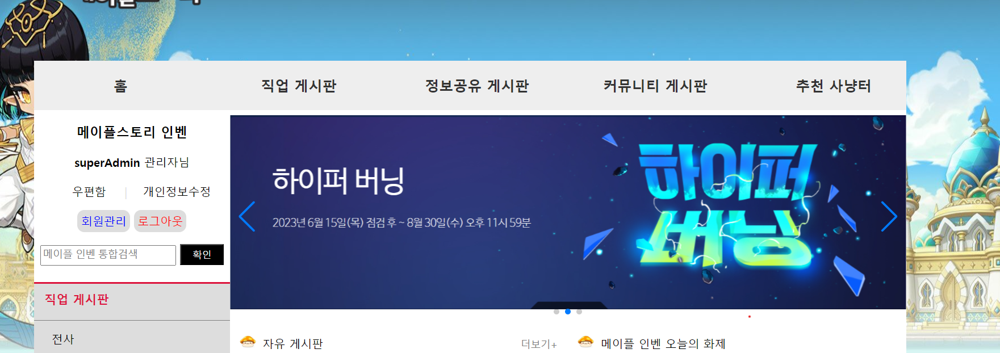 홈 직업 게시판 정보공유 게시판 커뮤니티 게시판 추천 사냥터
메이플스토리 인벤
superAdmin 관리자님
우편함 | 개인정보수정
회원관리 로그아웃
메이플 인벤 통합검색 확인
직업 게시판
전사
하이퍼 버닝
2023년 6월 15일(목) 점검 후 ~ 8월 30일(수) 오후 11시 59분
하이퍼
버닝
자유 게시판 더보기+
메이플 인벤 오늘의 화제